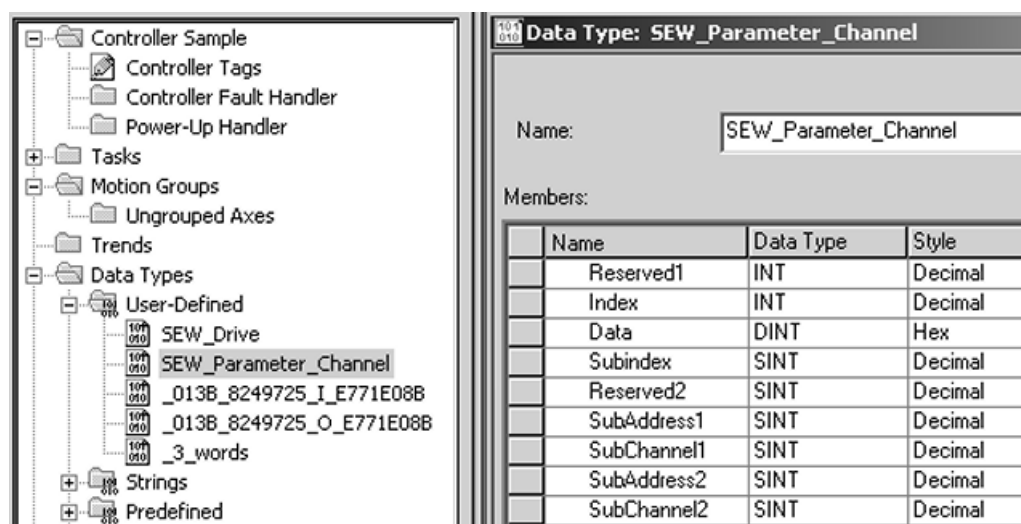 Controller Sample
Controller Tags
Controller Fault Handler
Power-Up Handler
Tasks
Motion Groups
Ungrouped Axes
Trends
Data Types
User-Defined
SEW_Drive
SEW_Parameter_Channel
_013B_8249725_I_E771E08B
_013B_8249725_O_E771E08B
_3_words
Strings
Predefined
Data Type: SEW_Parameter_Channel
Name: SEW_Parameter_Channel
Members:
Name Data Type Style
Reserved1 INT Decimal
Index INT Decimal
Data DINT Hex
Subindex SINT Decimal
Reserved2 SINT Decimal
SubAddress1 SINT Decimal
SubChannel1 SINT Decimal
SubAddress2 SINT Decimal
SubChannel2 SINT Decimal